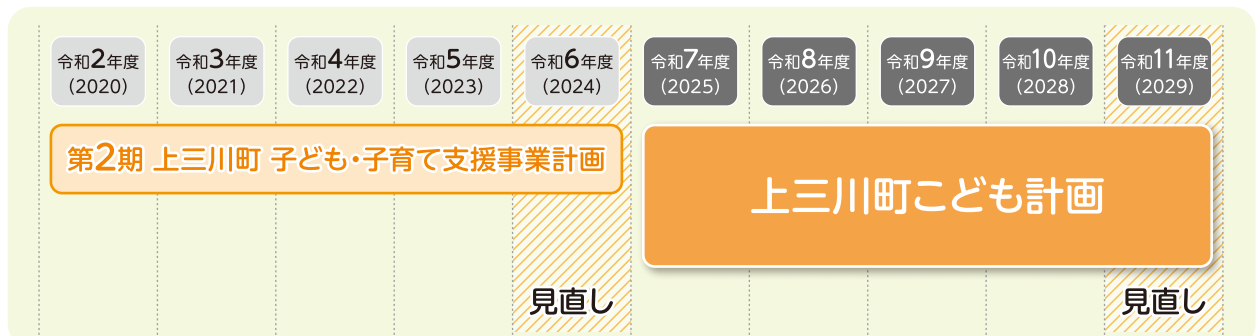 令和2年度
(2020)
令和3年度
(2021)
令和4年度
(2022)
令和5年度
(2023)
令和6年度
(2024)
令和7年度
(2025)
令和8年度
(2026)
令和9年度
(2027)
令和10年度
(2028)
令和11年度
(2029)
第2期 上三川町 子ども・子育て支援事業計画
上三川町こども計画
見直し
見直し